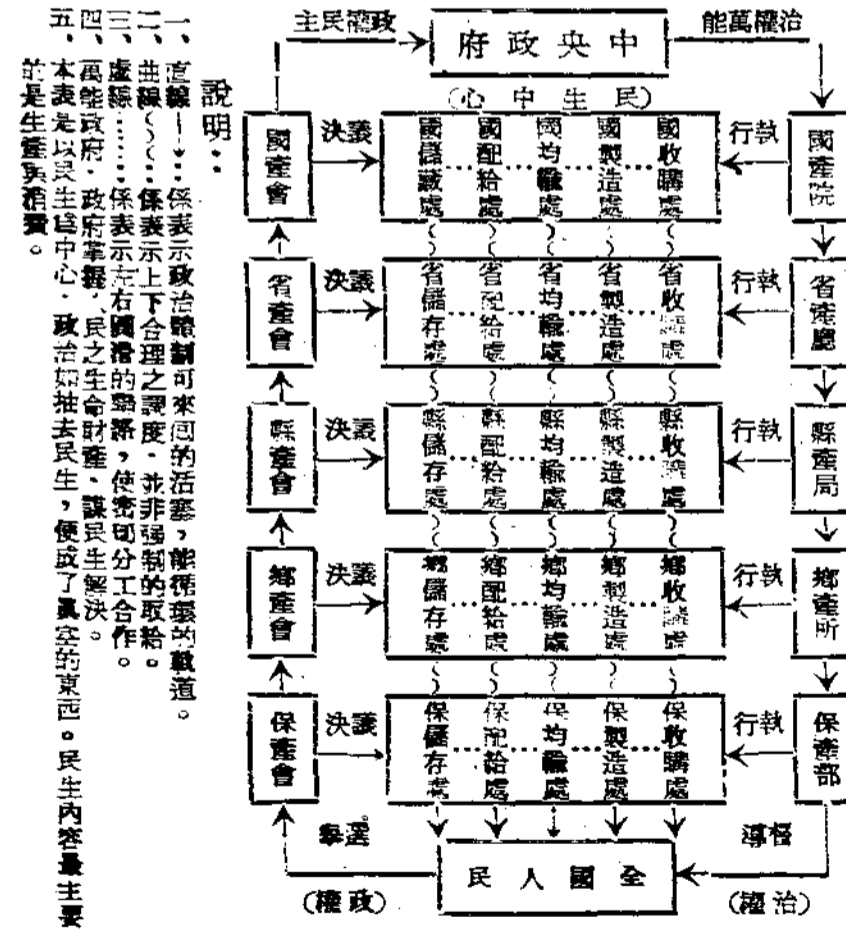 主民權政
府政央中
能萬權治
(心中生民)
國產會
決議
國收購處
國製造處
國均輸處
國配給處
國儲藏處
行執
國產院
省產會
決議
省收購處
省製造處
省均輸處
省配給處
省儲存處
行執
省產廳
縣產會
決議
縣收購處
縣製造處
縣均輸處
縣配給處
縣儲存處
行執
縣產局
鄉產會
決議
鄉收購處
鄉製造處
鄉均輸處
鄉配給處
鄉儲存處
行執
鄉產所
保產會
決議
保收購處
保製造處
保均輸處
保配給處
保儲存處
行執
保產部
舉選
(權政)
民人國全
導
(權治)
說明：
一、直線——係表示政治體制可來回的活塞，能循環的軌道。
二、曲線﹏﹏係表示上下合理之調度．並非强制的取給。
三、虛線……係表示左右圓滑的聯絡，使密切分工合作。
四、萬能政府．政府掌握人民之生命財產．謀民生解決。
五、本表是以民生爲中心．政治如抽去民生，便成了眞空的東西。民生內容最主要
的是生產與消費。